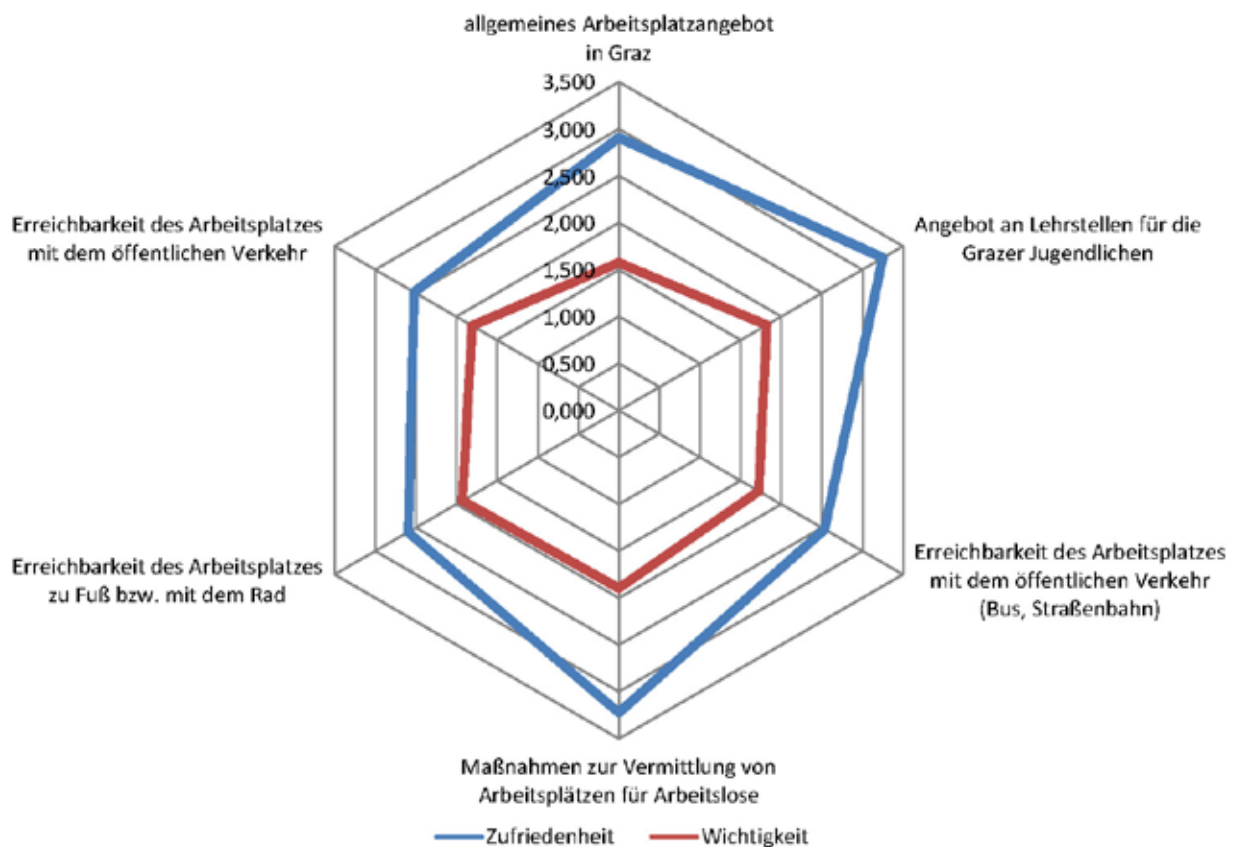 allgemeines Arbeitsplatzangebot
in Graz
3,500
3,000
2,500
2,000
1,500
1,000
0,500
0,000
Angebot an Lehrstellen für die
Grazer Jugendlichen
Erreichbarkeit des Arbeitsplatzes
mit dem öffentlichen Verkehr
(Bus, Straßenbahn)
Maßnahmen zur Vermittlung von
Arbeitsplätzen für Arbeitslose
Erreichbarkeit des Arbeitsplatzes
zu Fuß bzw. mit dem Rad
Erreichbarkeit des Arbeitsplatzes
mit dem öffentlichen Verkehr
Zufriedenheit
Wichtigkeit